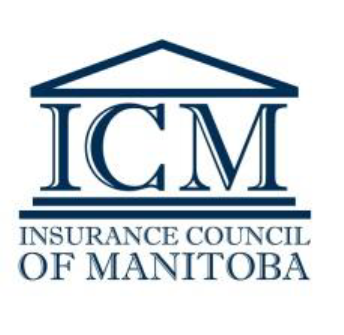 ICM
INSURANCE COUNCIL
OF MANITOBA